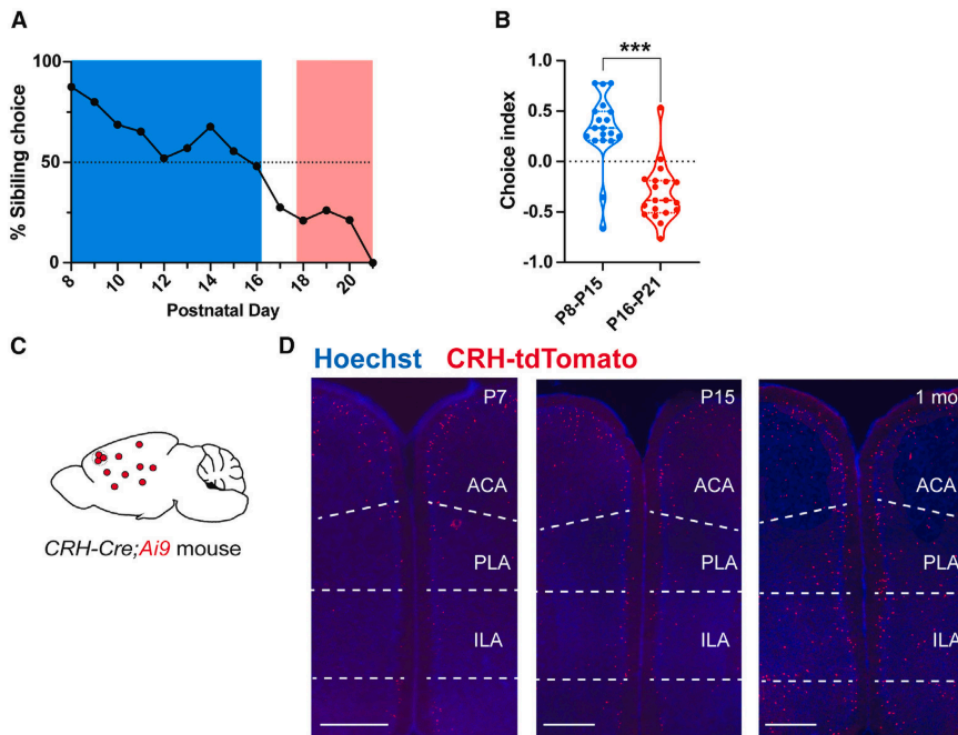 A
% Sibiling choice
100
50
0
8
10
12
14
16
18
20
Postnatal Day
B
***
Choice index
1.0
0.5
0.0
-0.5
-1.0
P8-P15
P16-P21
C
CRH-Cre;Ai9 mouse
D
Hoechst CRH-tdTomato
P7
ACA
PLA
ILA
P15
ACA
PLA
ILA
1 mo
ACA
PLA
ILA